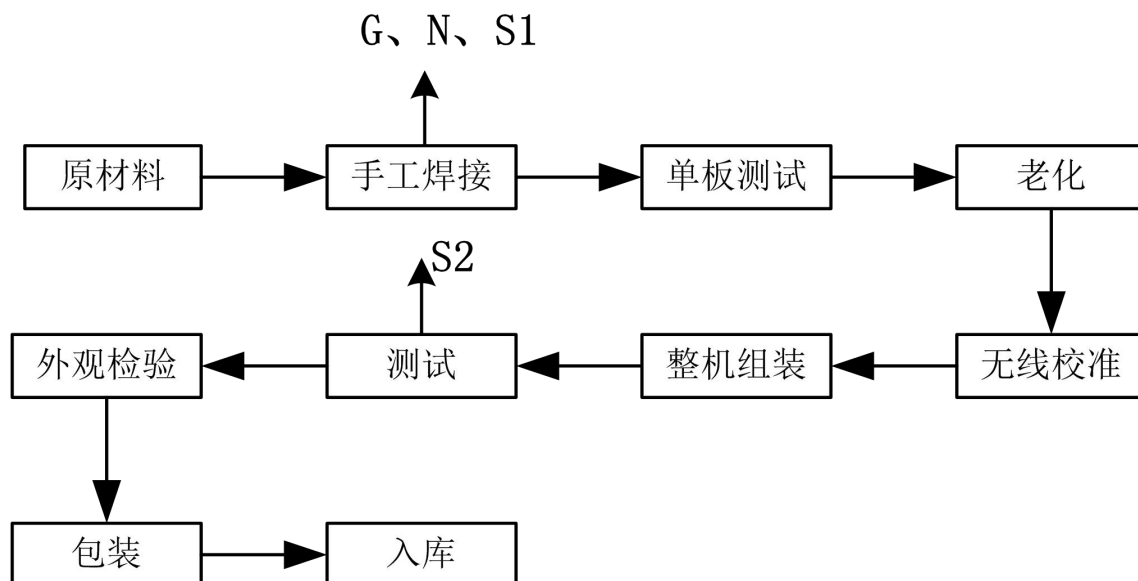 G、N、S1
原材料
手工焊接
单板测试
老化
S2
外观检验
测试
整机组装
无线校准
包装
入库